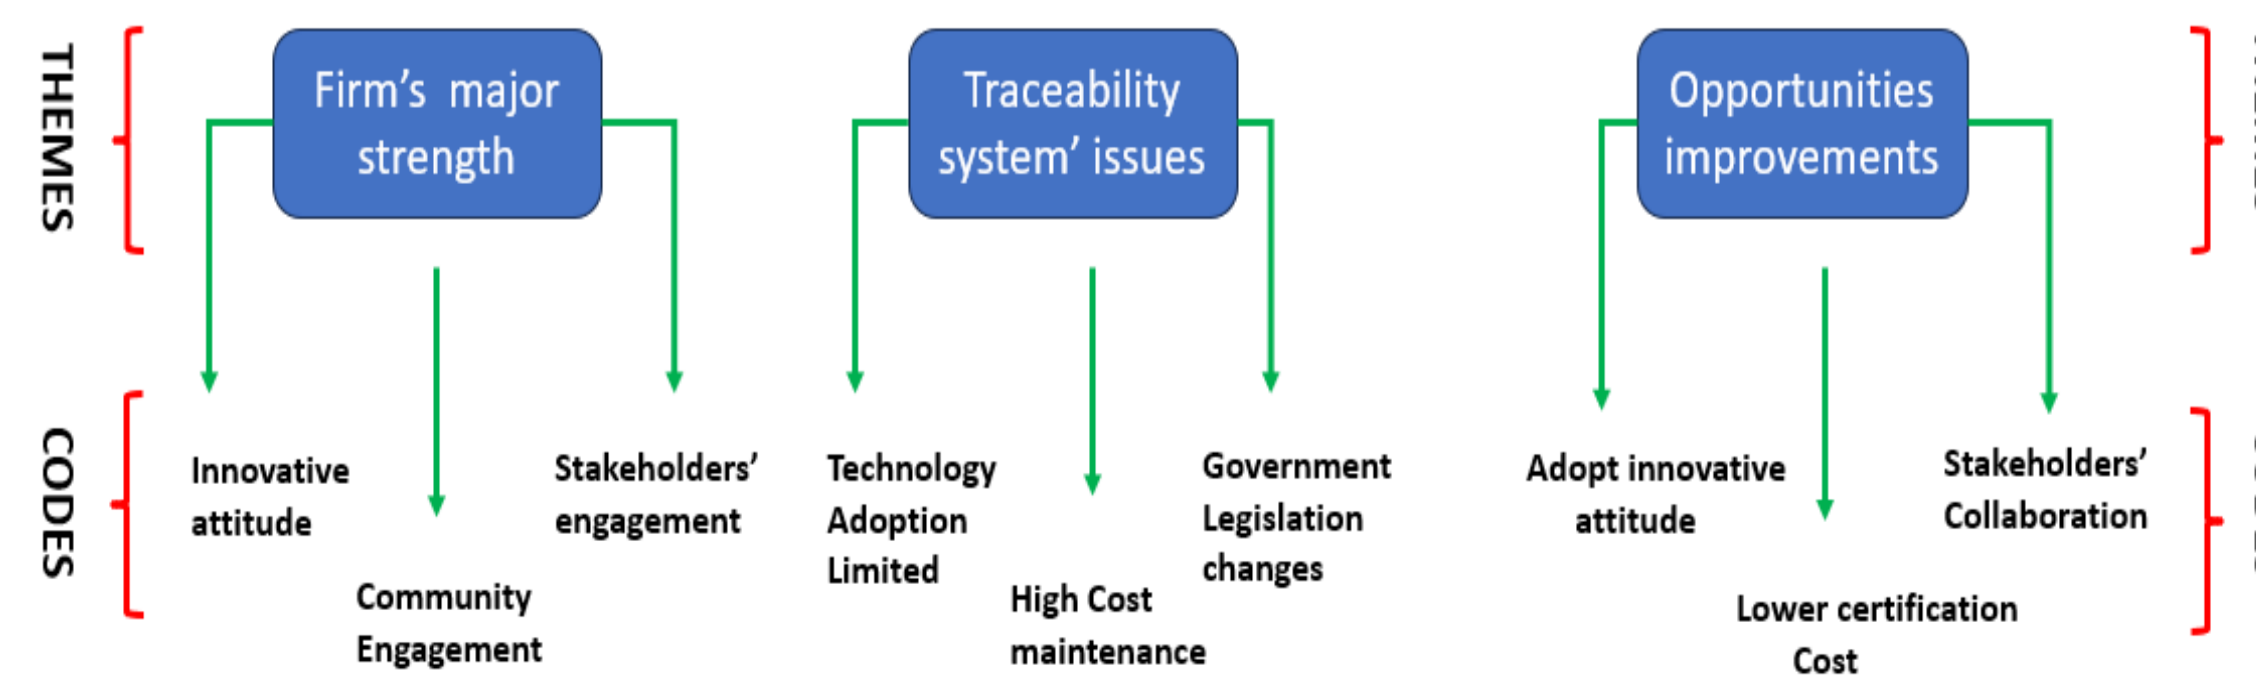 THEMES
Firm's major
strength
Traceability
system' issues
Opportunities
improvements
CODES
Innovative
attitude
Community
Engagement
Stakeholders'
engagement
Technology
Adoption
Limited
High Cost
maintenance
Government
Legislation
changes
Adopt innovative
attitude
Lower certification
Cost
Stakeholders'
Collaboration